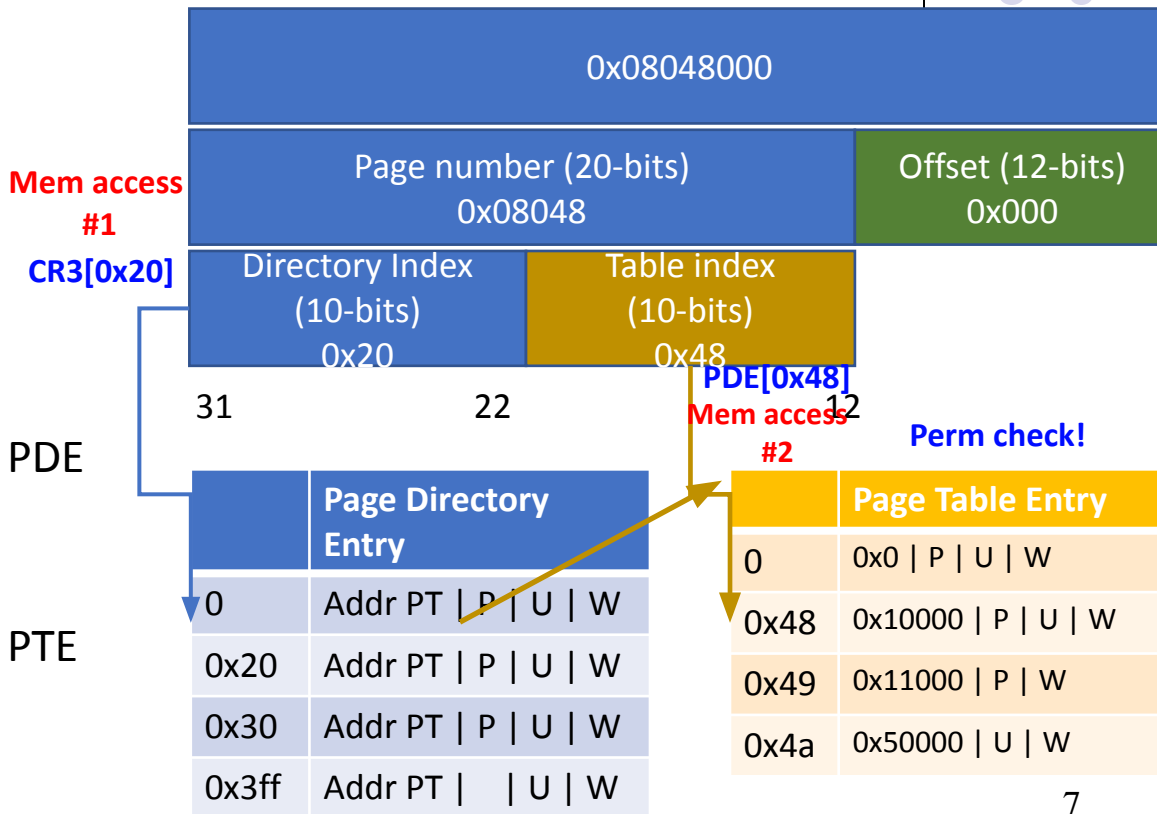 0x08048000
Mem access
#1
CR3[0x20]
Page number (20-bits)
0x08048
Offset (12-bits)
0x000
Directory Index
(10-bits)
0x20
Table index
(10-bits)
0x48
31
22
12
PDE[0x48]
Mem access
#2
Perm check!
PDE
PTE
Page Directory
Entry
0 Addr PT | P | U | W
0x20 Addr PT | P | U | W
0x30 Addr PT | P | U | W
0x3ff Addr PT | | U | W
Page Table Entry
0 0x0 | P | U | W
0x48 0x10000 | P | U | W
0x49 0x11000 | P | W
0x4a 0x50000 | U | W
7